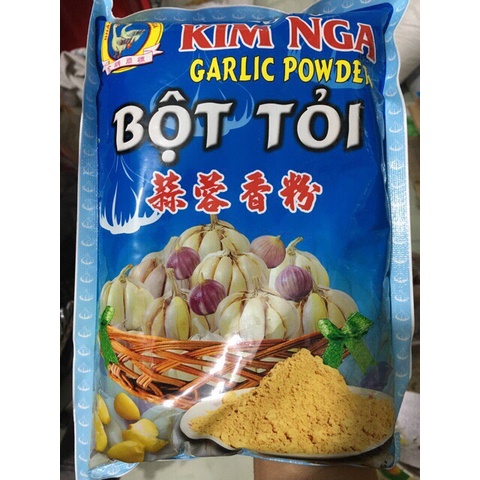 KIM NGA
GARLIC POWDER
BỘT TỎI
蒜蓉香粉